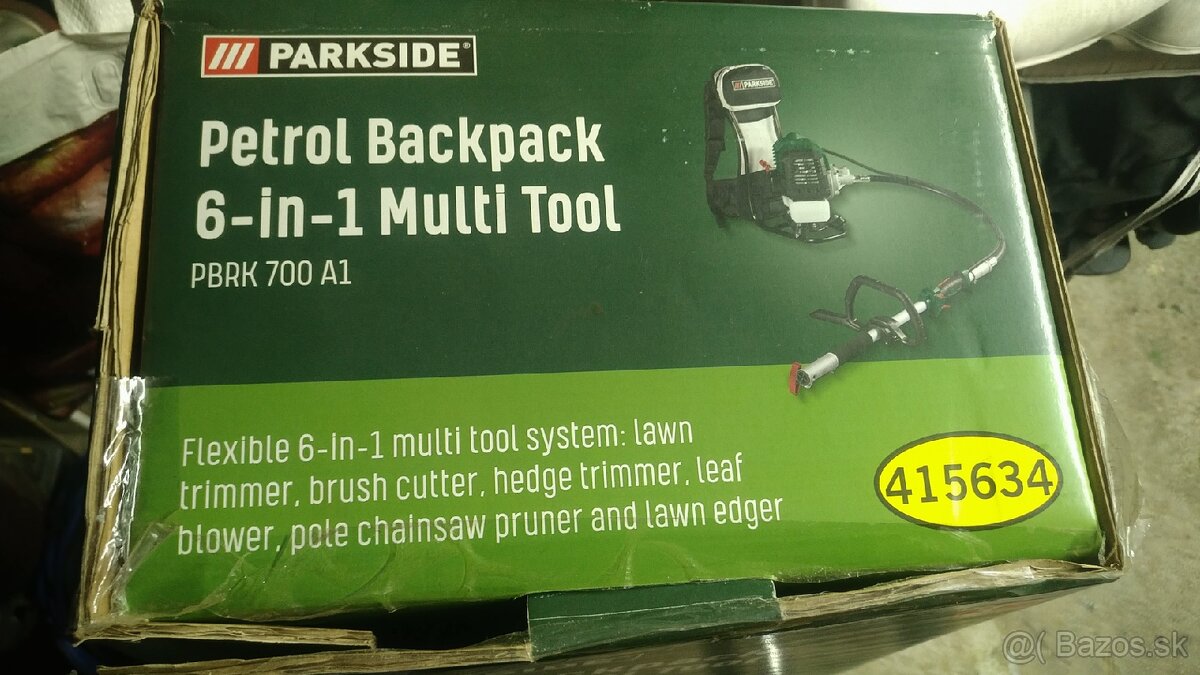 /// PARKSIDE®
Petrol Backpack
6-in-1 Multi Tool
PBRK 700 A1
PARKSIDE
Flexible 6-in-1 multi tool system: lawn
trimmer, brush cutter, hedge trimmer, leaf
blower, pole chainsaw pruner and lawn edger
415634
@( Bazos.sk